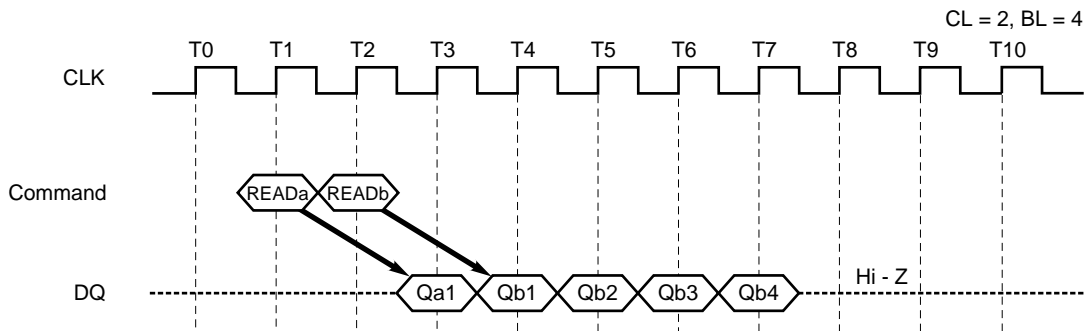 CL = 2, BL = 4
T0 T1 T2 T3 T4 T5 T6 T7 T8 T9 T10
CLK
Command READa READb
Hi - Z
DQ Qa1 Qb1 Qb2 Qb3 Qb4